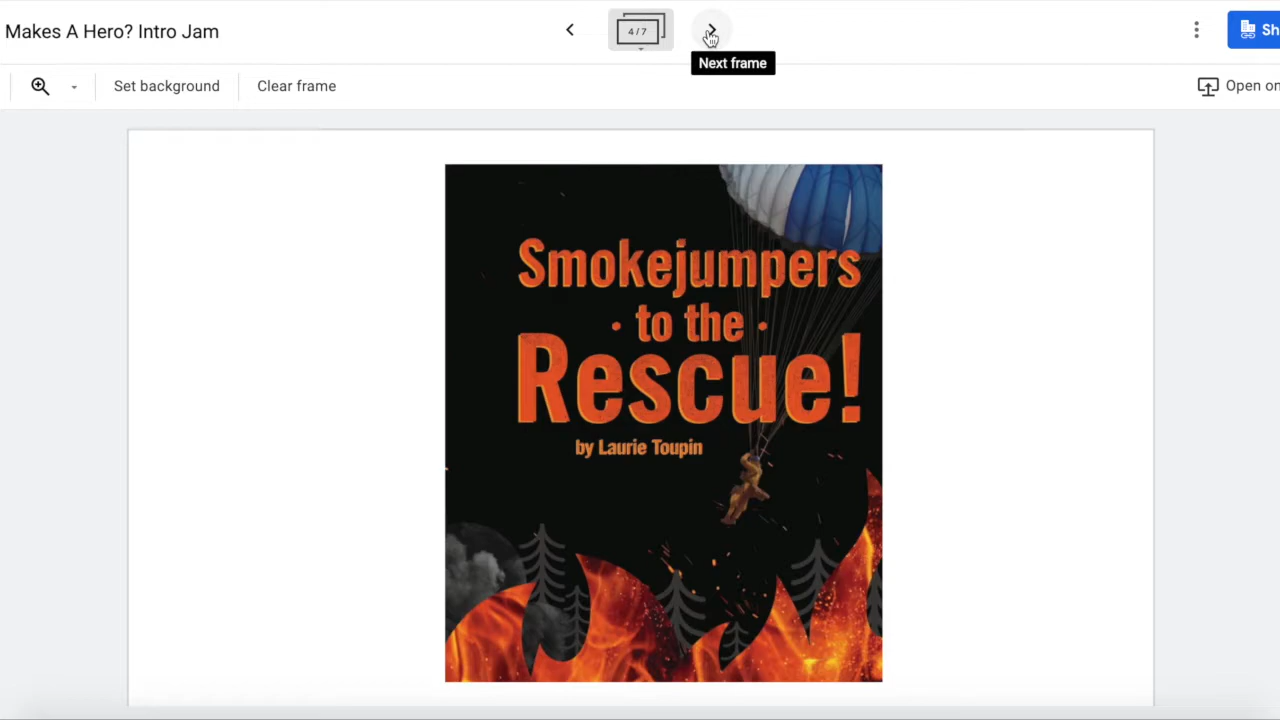 Makes A Hero? Intro Jam
4 / 7
Sh
Next frame
Set background
Clear frame
Open on
Smokejumpers
· to the ·
Rescue!
by Laurie Toupin